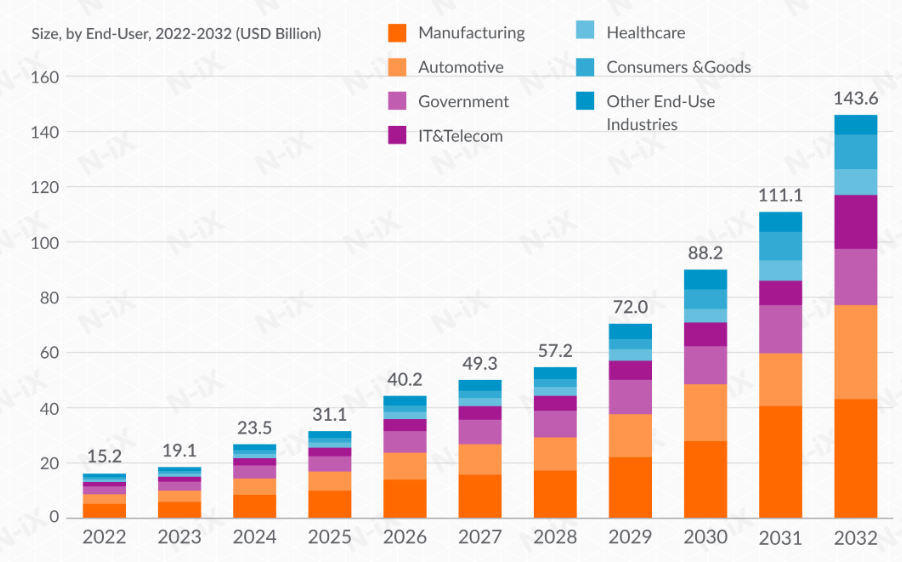 Size, by End-User, 2022-2032 (USD Billion)
Manufacturing
Automotive
Government
IT&Telecom
Healthcare
Consumers &Goods
Other End-Use
Industries
160
140
120
100
80
60
40
20
0
15.2
19.1
23.5
31.1
40.2
49.3
57.2
72.0
88.2
111.1
143.6
2022 2023 2024 2025 2026 2027 2028 2029 2030 2031 2032
N-iX